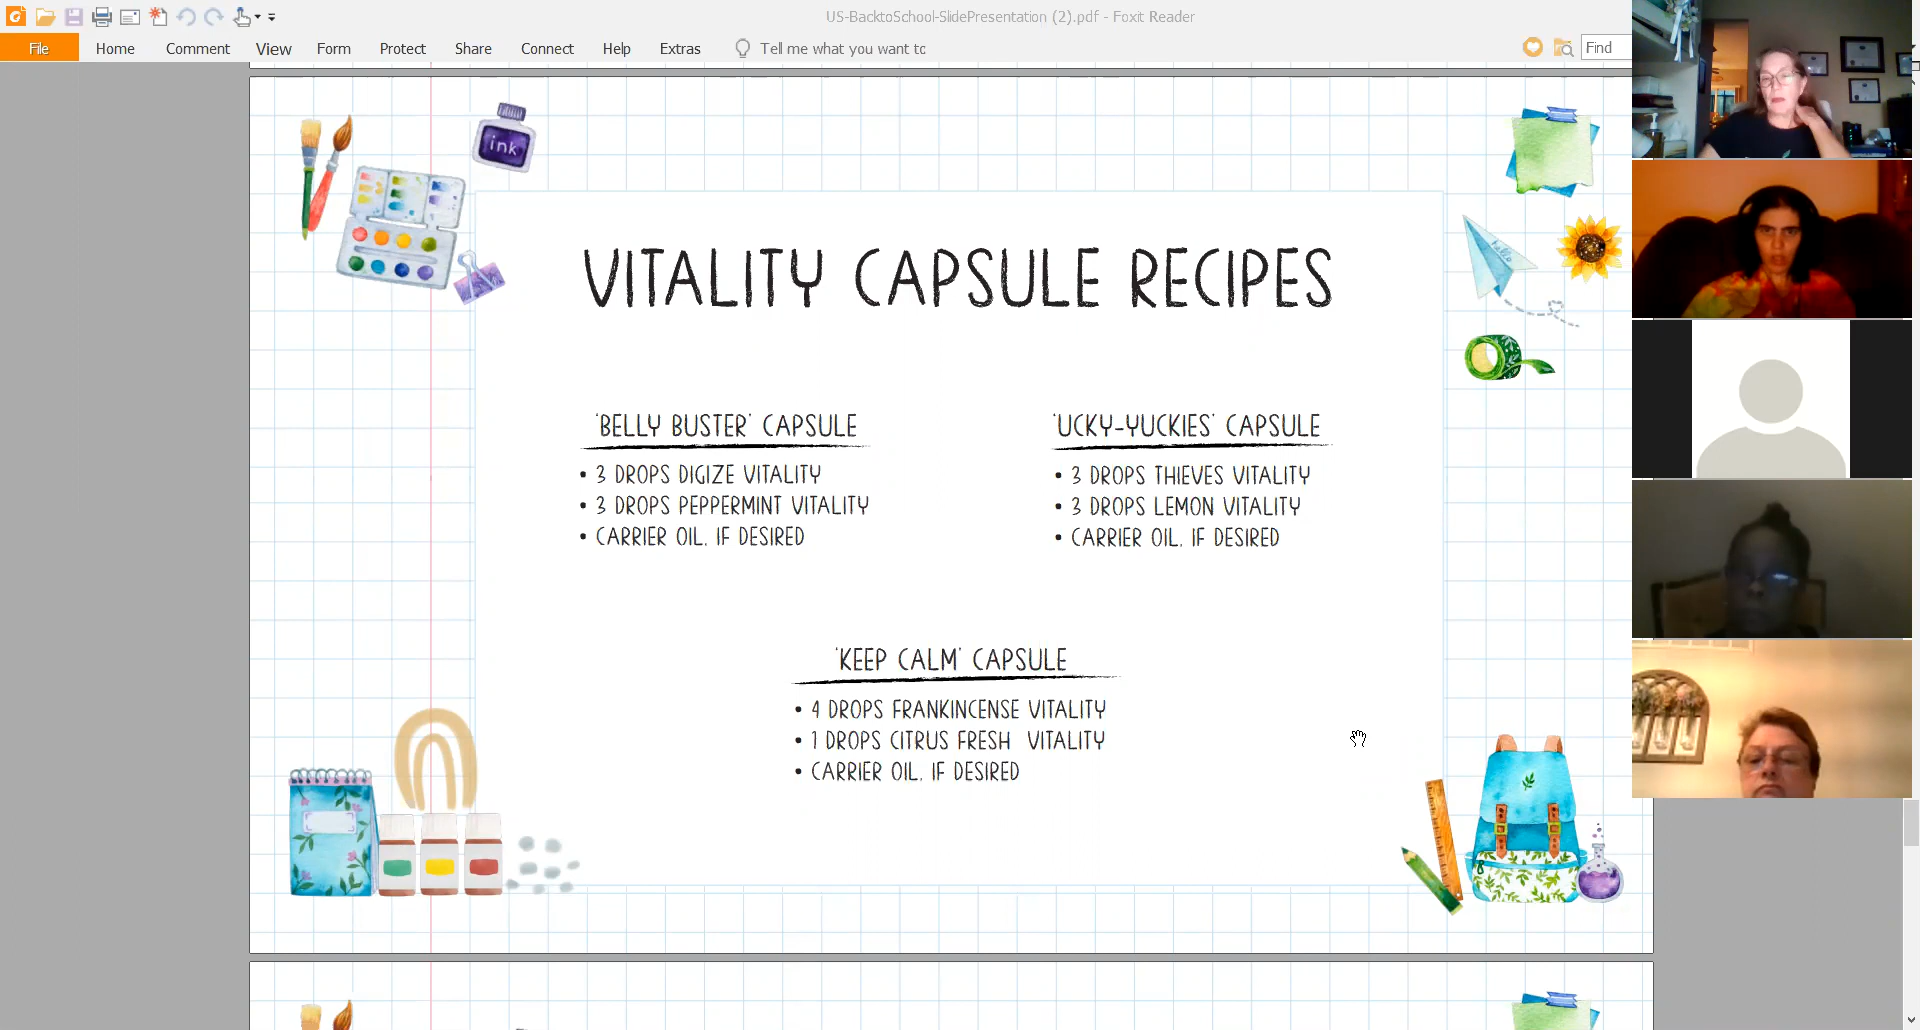 US-BacktoSchool-SlidePresentation (2).pdf - Foxit Reader
File Home Comment View Form Protect Share Connect Help Extras Tell me what you want to Find
ink
hello
VITALITY CAPSULE RECIPES
'BELLY BUSTER' CAPSULE
• 3 DROPS DIGIZE VITALITY
• 3 DROPS PEPPERMINT VITALITY
• CARRIER OIL, IF DESIRED
'UCKY-YUCKIES' CAPSULE
• 3 DROPS THIEVES VITALITY
• 3 DROPS LEMON VITALITY
• CARRIER OIL, IF DESIRED
'KEEP CALM' CAPSULE
• 4 DROPS FRANKINCENSE VITALITY
• 1 DROPS CITRUS FRESH VITALITY
• CARRIER OIL, IF DESIRED